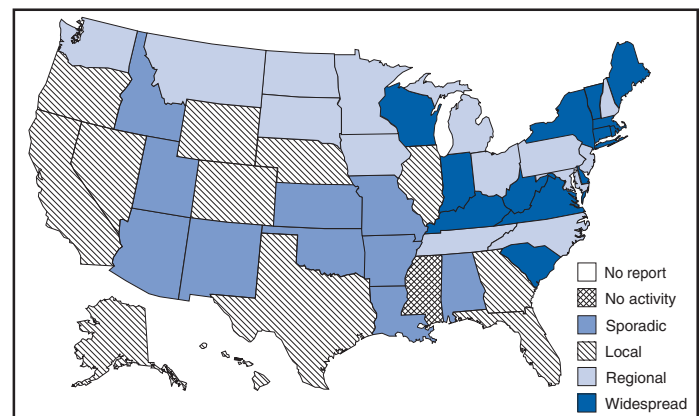 No report
No activity
Sporadic
Local
Regional
Widespread